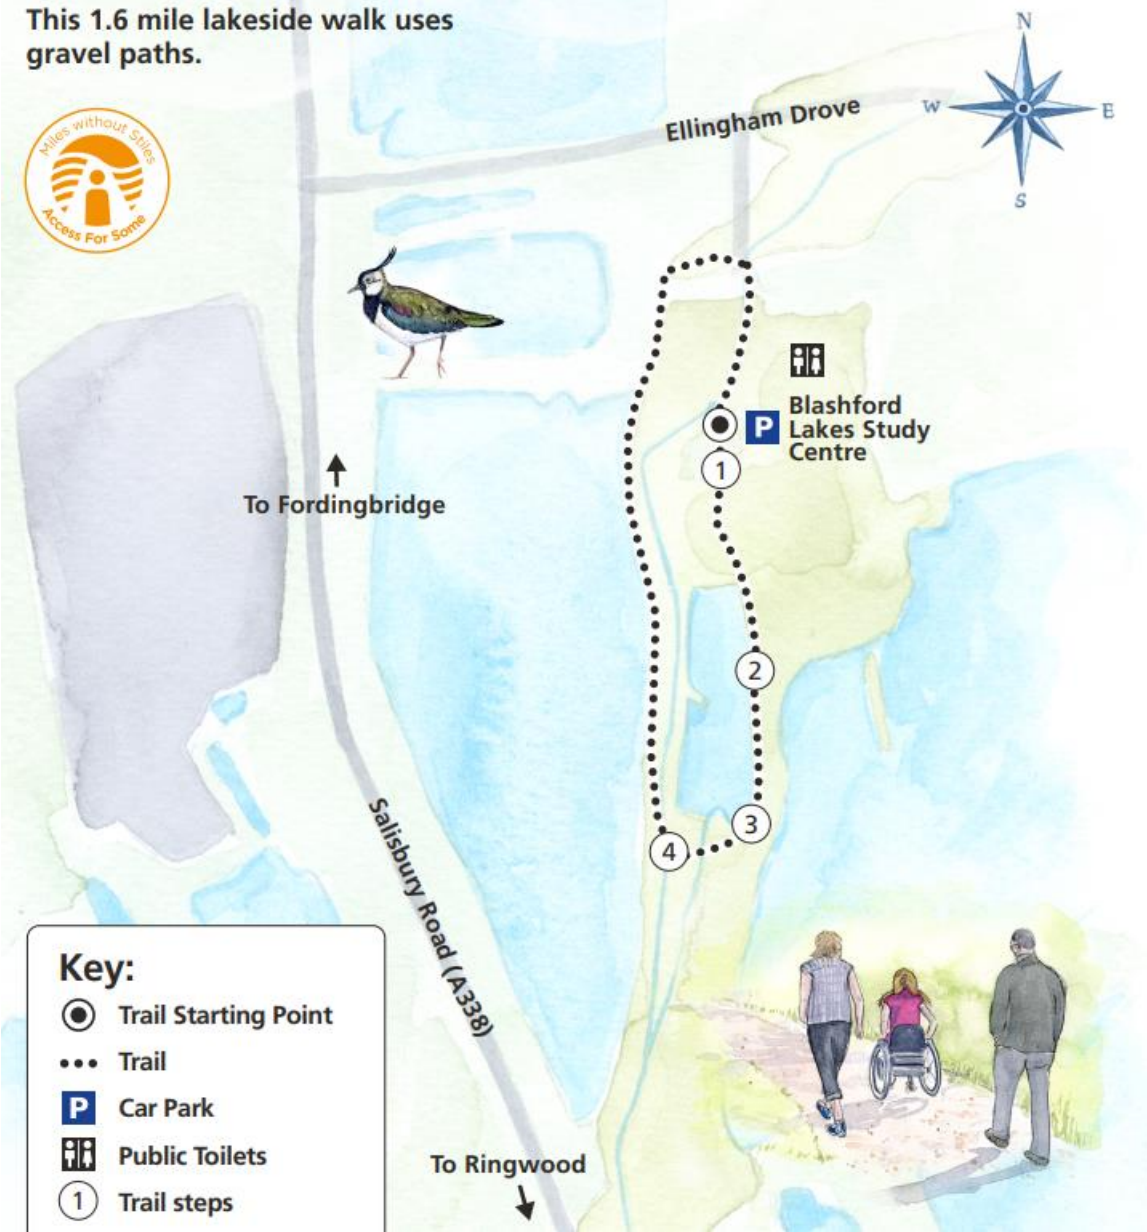 This 1.6 mile lakeside walk uses
gravel paths.
Miles without Stiles
Access For Some
N
W
E
S
Ellingham Drove
P
Blashford
Lakes Study
Centre
1
To Fordingbridge
2
3
4
Salisbury Road (A338)
Key:
Trail Starting Point
Trail
P Car Park
Public Toilets
1 Trail steps
To Ringwood